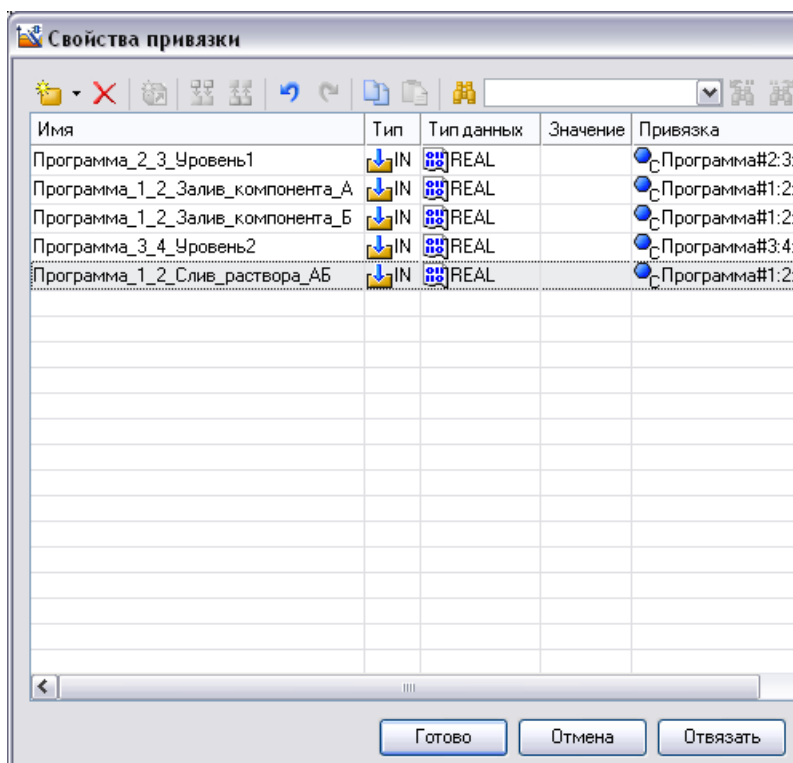 Свойства привязки
Имя Тип Тип данных Значение Привязка
Программа_2_3_Уровень1 IN REAL Программа#2:3:
Программа_1_2_Залив_компонента_А IN REAL Программа#1:2:
Программа_1_2_Залив_компонента_Б IN REAL Программа#1:2:
Программа_3_4_Уровень2 IN REAL Программа#3:4:
Программа_1_2_Слив_раствора_АБ IN REAL Программа#1:2:
Готово Отмена Отвязать